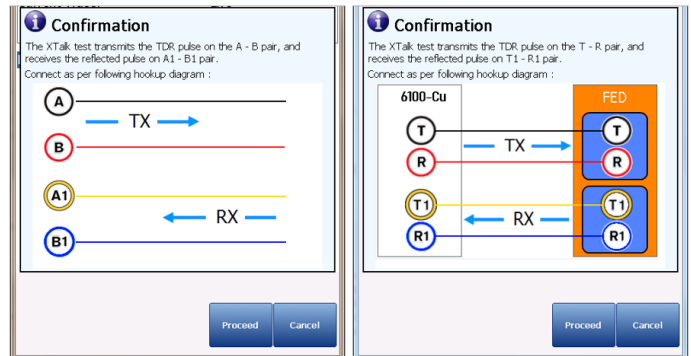 Confirmation
The XTalk test transmits the TDR pulse on the A - B pair, and
receives the reflected pulse on A1 - B1 pair.
Connect as per following hookup diagram :
A
TX
B
A1
RX
B1
Proceed
Cancel
Confirmation
The XTalk test transmits the TDR pulse on the T - R pair, and
receives the reflected pulse on T1 - R1 pair.
Connect as per following hookup diagram :
6100-Cu
FED
T
T
TX
R
R
T1
T1
RX
R1
R1
Proceed
Cancel